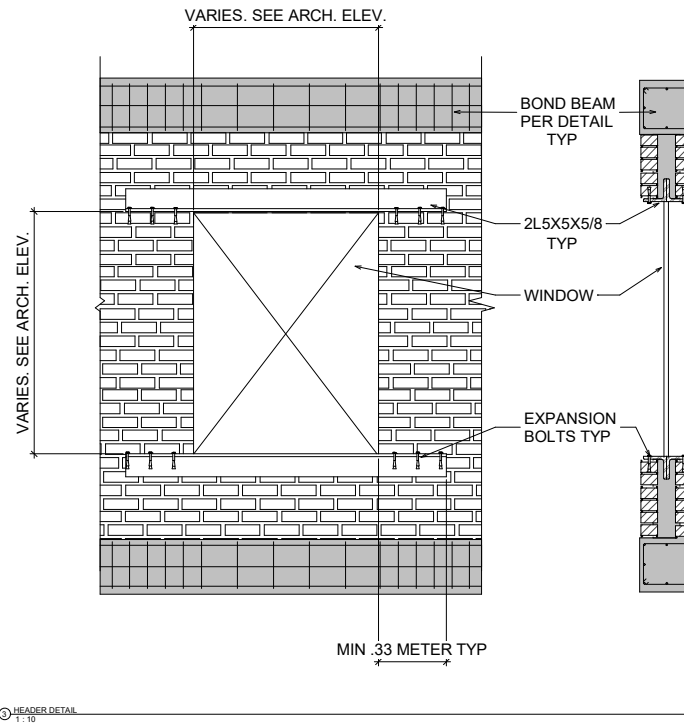 VARIES. SEE ARCH. ELEV.
BOND BEAM
PER DETAIL
TYP
2L5X5X5/8
TYP
VARIES. SEE ARCH. ELEV.
WINDOW
EXPANSION
BOLTS TYP
MIN .33 METER TYP
3 HEADER DETAIL
1 : 10